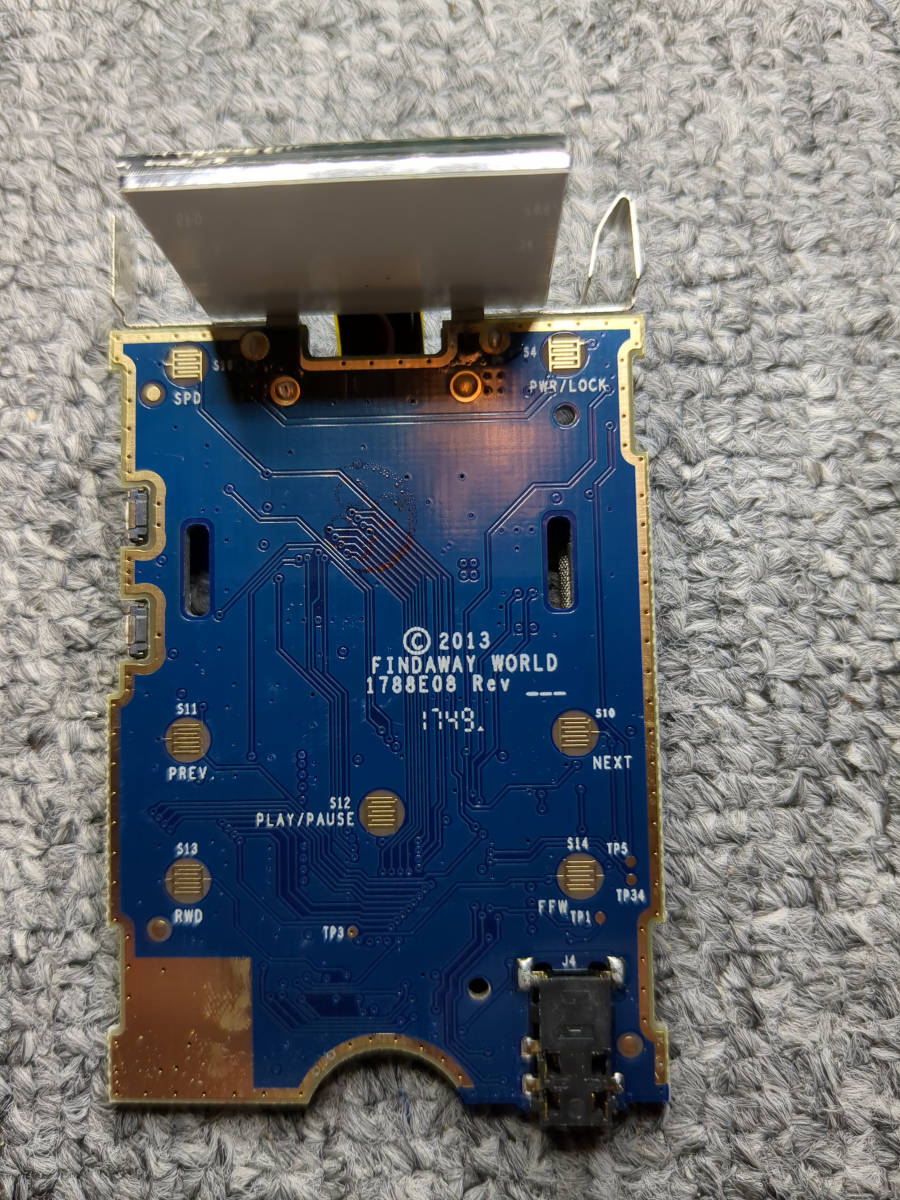 S4
SPD
PWR/LOCK
© 2013
FINDAWAY WORLD
1788E08 Rev ___
1749.
S11
PREV
S10
NEXT
S12
PLAY/PAUSE
S13
RWD
S14
FFW
TP5
TP34
TP1
TP3
J4